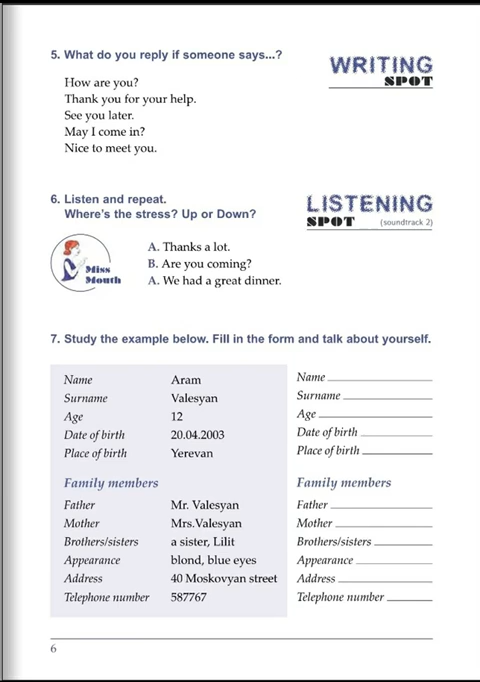 5. What do you reply if someone says...?
WRITING
SPOT
How are you?
Thank you for your help.
See you later.
May I come in?
Nice to meet you.
6. Listen and repeat.
Where's the stress? Up or Down?
LISTENING
SPOT (soundtrack 2)
Miss
Mouth
A. Thanks a lot.
B. Are you coming?
A. We had a great dinner.
7. Study the example below. Fill in the form and talk about yourself.
Name Aram
Surname Valesyan
Age 12
Date of birth 20.04.2003
Place of birth Yerevan
Family members
Father Mr. Valesyan
Mother Mrs.Valesyan
Brothers/sisters a sister, Lilit
Appearance blond, blue eyes
Address 40 Moskovyan street
Telephone number 587767
Name
Surname
Age
Date of birth
Place of birth
Family members
Father
Mother
Brothers/sisters
Appearance
Address
Telephone number
6